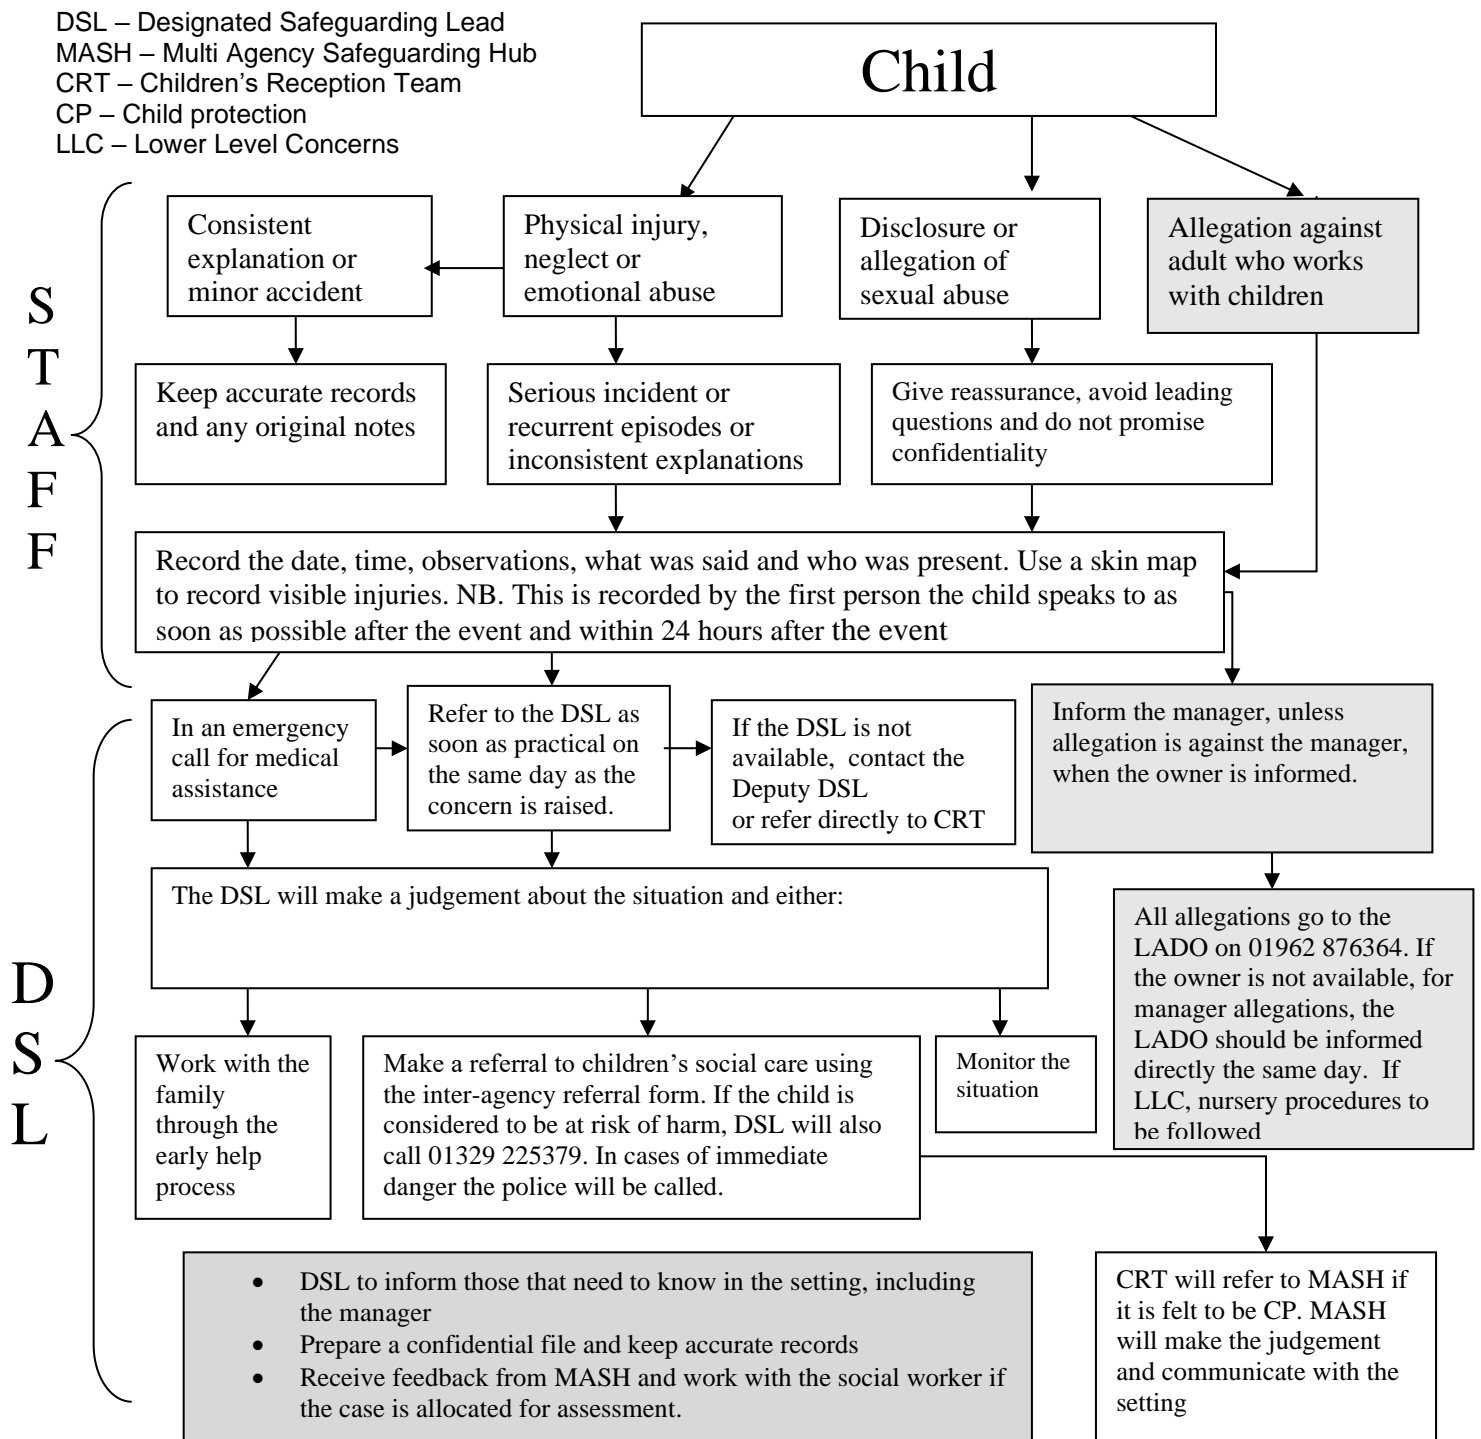 DSL – Designated Safeguarding Lead
MASH – Multi Agency Safeguarding Hub
CRT – Children's Reception Team
CP – Child protection
LLC – Lower Level Concerns
Child
S
T
A
F
F
Consistent
explanation or
minor accident
Physical injury,
neglect or
emotional abuse
Disclosure or
allegation of
sexual abuse
Allegation against
adult who works
with children
Keep accurate records
and any original notes
Serious incident or
recurrent episodes or
inconsistent explanations
Give reassurance, avoid leading
questions and do not promise
confidentiality
Record the date, time, observations, what was said and who was present. Use a skin map
to record visible injuries. NB. This is recorded by the first person the child speaks to as
soon as possible after the event and within 24 hours after the event
D
S
L
In an emergency
call for medical
assistance
Refer to the DSL as
soon as practical on
the same day as the
concern is raised.
If the DSL is not
available, contact the
Deputy DSL
or refer directly to CRT
Inform the manager, unless
allegation is against the manager,
when the owner is informed.
The DSL will make a judgement about the situation and either:
All allegations go to the
LADO on 01962 876364. If
the owner is not available, for
manager allegations, the
LADO should be informed
directly the same day. If
LLC, nursery procedures to
be followed
Work with the
family
through the
early help
process
Make a referral to children's social care using
the inter-agency referral form. If the child is
considered to be at risk of harm, DSL will also
call 01329 225379. In cases of immediate
danger the police will be called.
Monitor the
situation
• DSL to inform those that need to know in the setting, including
the manager
• Prepare a confidential file and keep accurate records
• Receive feedback from MASH and work with the social worker if
the case is allocated for assessment.
CRT will refer to MASH if
it is felt to be CP. MASH
will make the judgement
and communicate with the
setting